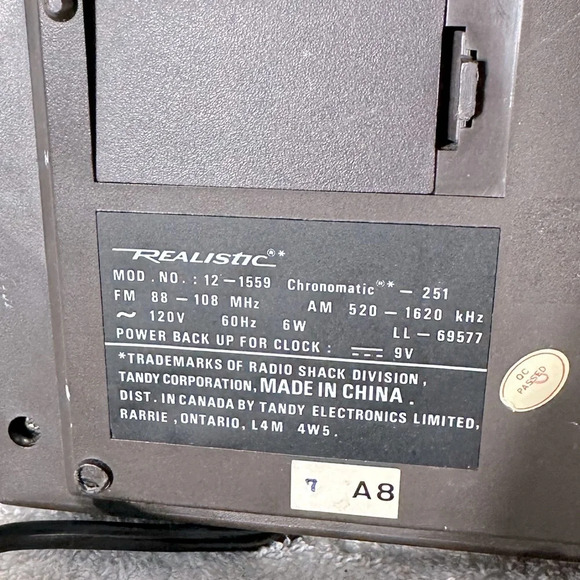 REALISTIC®*
MOD. NO.: 12-1559 Chronomatic®* - 251
FM 88 - 108 MHz AM 520 - 1620 kHz
~ 120V 60Hz 6W LL - 69577
POWER BACK UP FOR CLOCK: ⎓ 9V
*TRADEMARKS OF RADIO SHACK DIVISION,
TANDY CORPORATION, MADE IN CHINA.
DIST. IN CANADA BY TANDY ELECTRONICS LIMITED,
RARRIE, ONTARIO, L4M 4W5.
QC
PASSED
7 A8